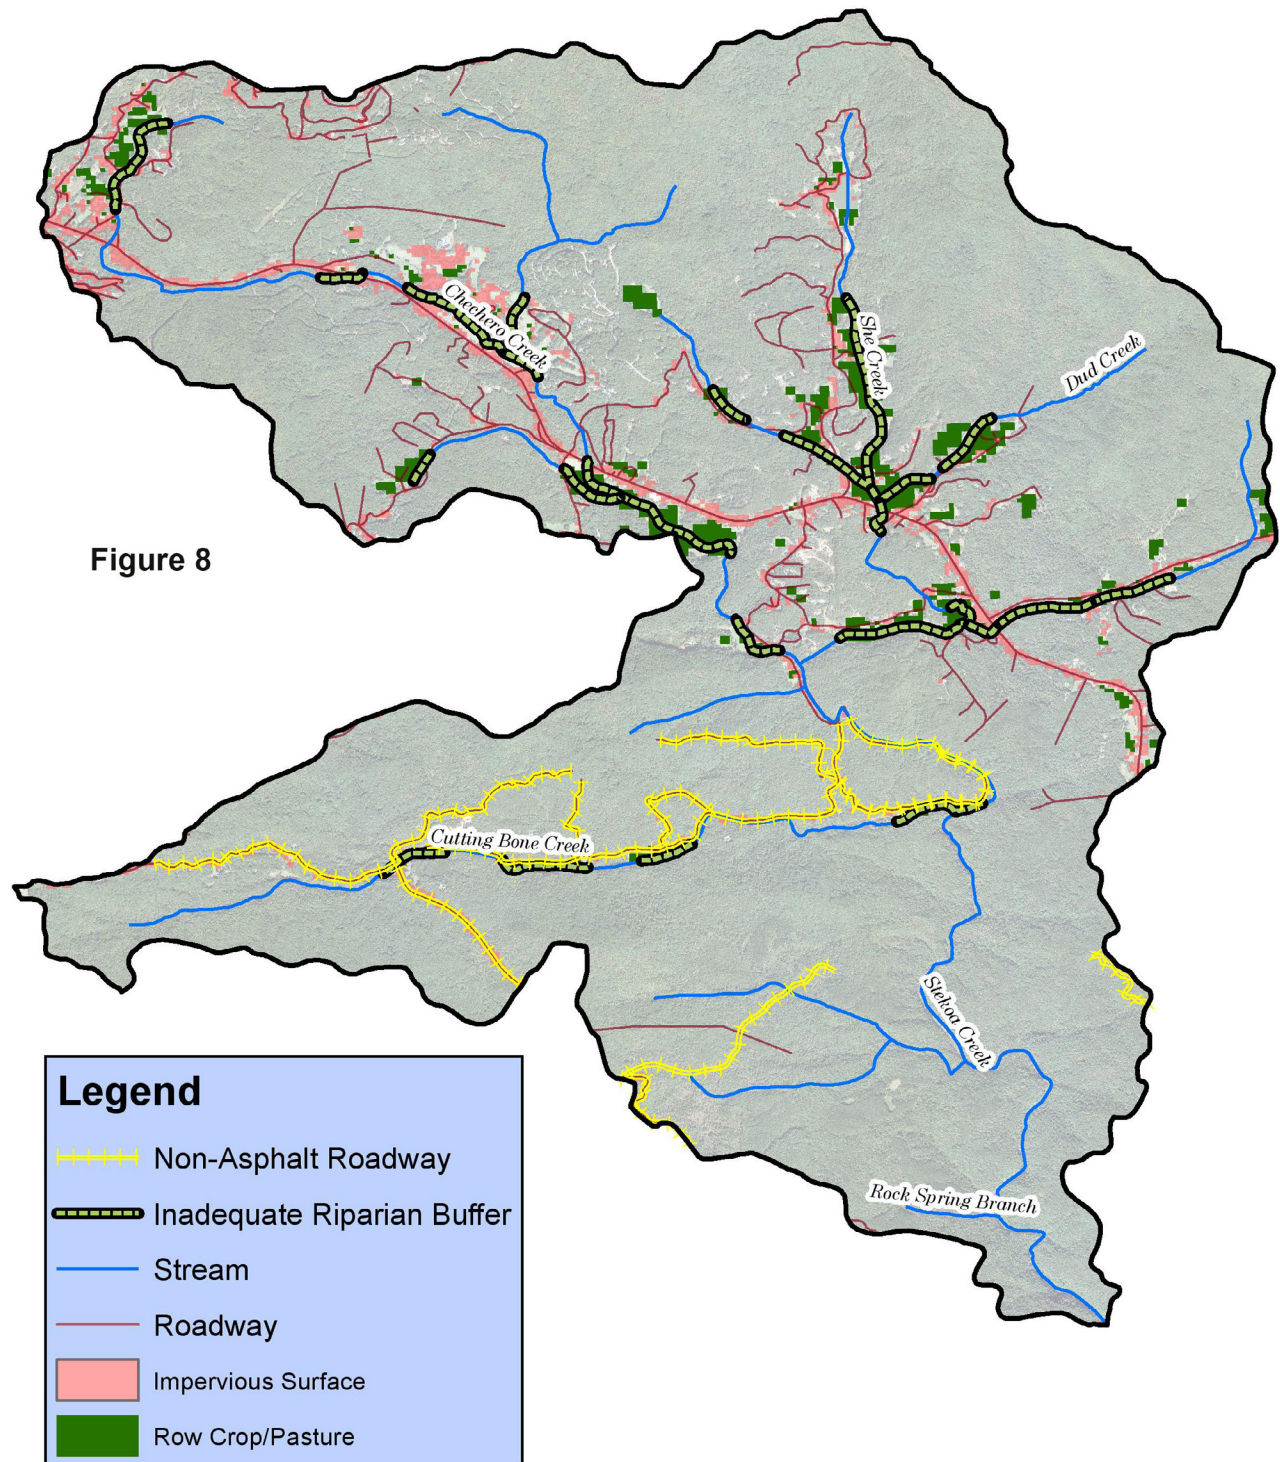 Chechero Creek
She Creek
Dud Creek
Figure 8
Cutting Bone Creek
Stekoa Creek
Rock Spring Branch
Legend
Non-Asphalt Roadway
Inadequate Riparian Buffer
Stream
Roadway
Impervious Surface
Row Crop/Pasture